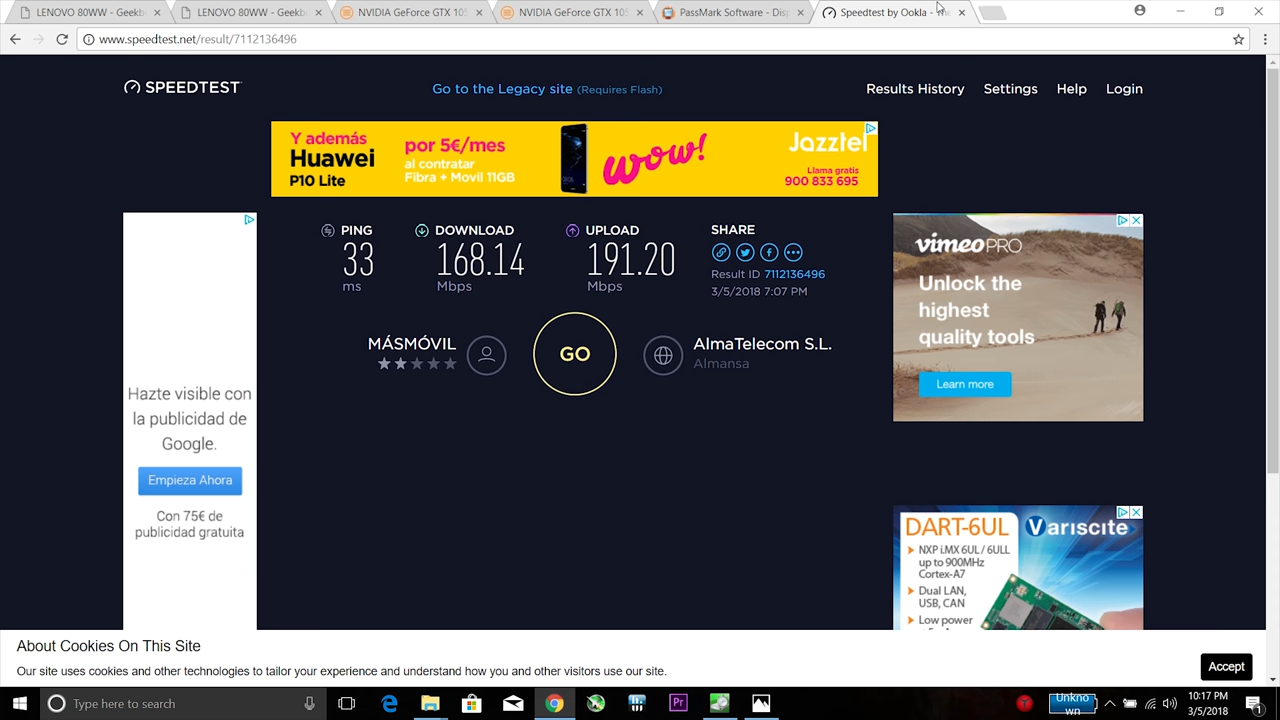 LENOVO 80WW - Geekb
LENOVO 80WW - Geekb
NVIDIA GeForce GTX 105
NVIDIA GeForce GTX 105
PassMark Software - Disp
Speedtest by Ookla -
www.speedtest.net/result/7112136496
SPEEDTEST
Go to the Legacy site (Requires Flash)
Results History
Settings
Help
Login
Y además
Huawei
P10 Lite
por 5€/mes
al contratar
Fibra + Movil 11GB
wow!
Jazztel
Llama gratis
900 833 695
PING
33
ms
DOWNLOAD
168.14
Mbps
UPLOAD
191.20
Mbps
SHARE
Result ID 7112136496
3/5/2018 7:07 PM
MÁSMÓVIL
GO
AlmaTelecom S.L.
Almansa
Hazte visible con
la publicidad de
Google.
Empieza Ahora
Con 75€ de
publicidad gratuita
vimeo PRO
Unlock the
highest
quality tools
Learn more
DART-6UL
Variscite
NXP i.MX 6UL / 6ULL
up to 900MHz
Cortex-A7
Dual LAN,
USB, CAN
Low power
About Cookies On This Site
Our site uses cookies and other technologies to tailor your experience and understand how you and other visitors use our site.
Accept
Type here to search
Pr
Unkno
wn
10:17 PM
3/5/2018
1